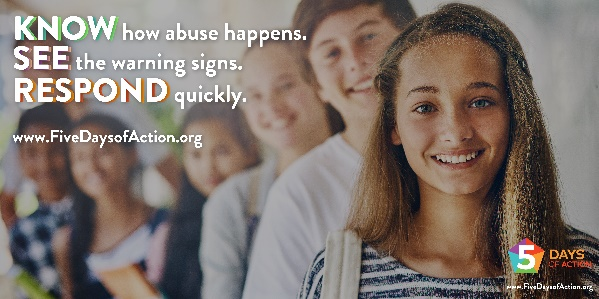 KNOW how abuse happens.
SEE the warning signs.
RESPOND quickly.
www.FiveDaysofAction.org
5 DAYS
OF ACTION
www.FiveDaysofAction.org